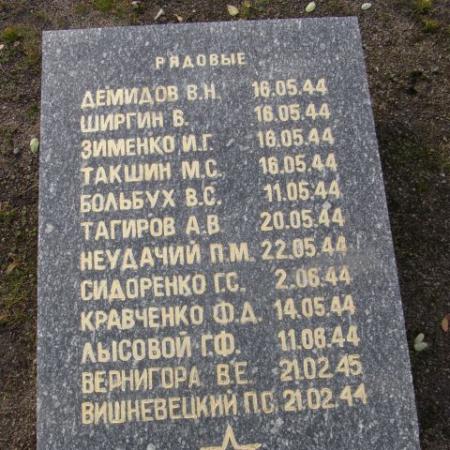 РЯДОВЫЕ
ДЕМИДОВ В.Н. 16.05.44
ШИРГИН В. 16.05.44
ЗИМЕНКО И.Г. 16.05.44
ТАКШИН М.С. 16.05.44
БОЛЬБУХ В.С. 11.05.44
ТАГИРОВ А.В. 20.05.44
НЕУДАЧИЙ П.М. 22.05.44
СИДОРЕНКО Г.С. 2.06.44
КРАВЧЕНКО Ф.Д. 14.05.44
ЛЫСОВОЙ Г.Ф. 11.06.44
ВЕРНИГОРА В.Е. 21.02.45
ВИШНЕВЕЦКИЙ П.С. 21.02.44